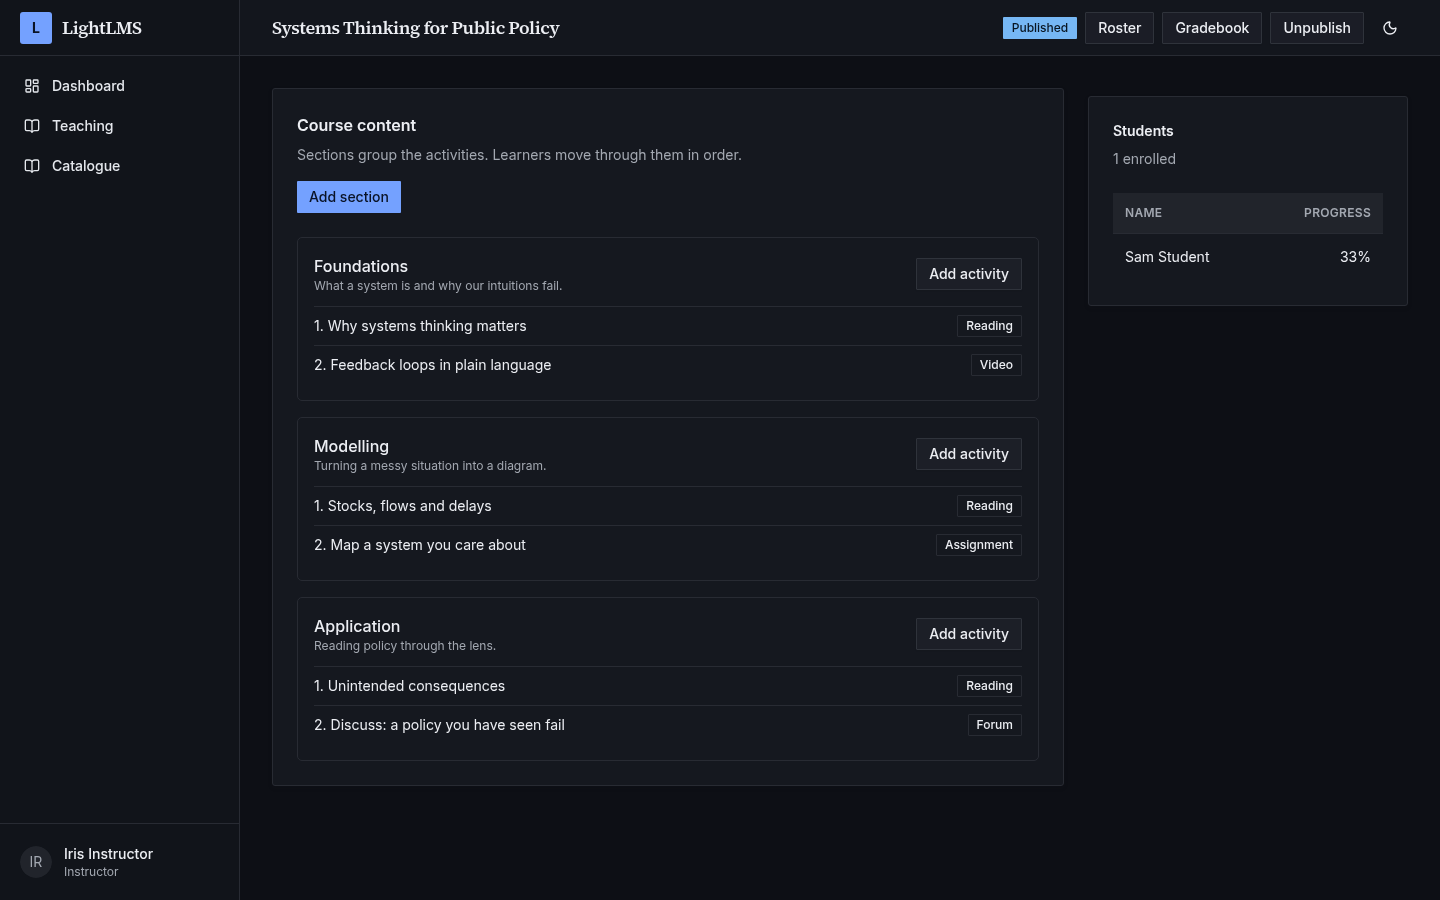 L LightLMS
Systems Thinking for Public Policy
Published
Roster
Gradebook
Unpublish
Dashboard
Teaching
Catalogue
Course content
Sections group the activities. Learners move through them in order.
Add section
Foundations
What a system is and why our intuitions fail.
Add activity
1. Why systems thinking matters
Reading
2. Feedback loops in plain language
Video
Modelling
Turning a messy situation into a diagram.
Add activity
1. Stocks, flows and delays
Reading
2. Map a system you care about
Assignment
Application
Reading policy through the lens.
Add activity
1. Unintended consequences
Reading
2. Discuss: a policy you have seen fail
Forum
Students
1 enrolled
NAME PROGRESS
Sam Student 33%
IR
Iris Instructor
Instructor